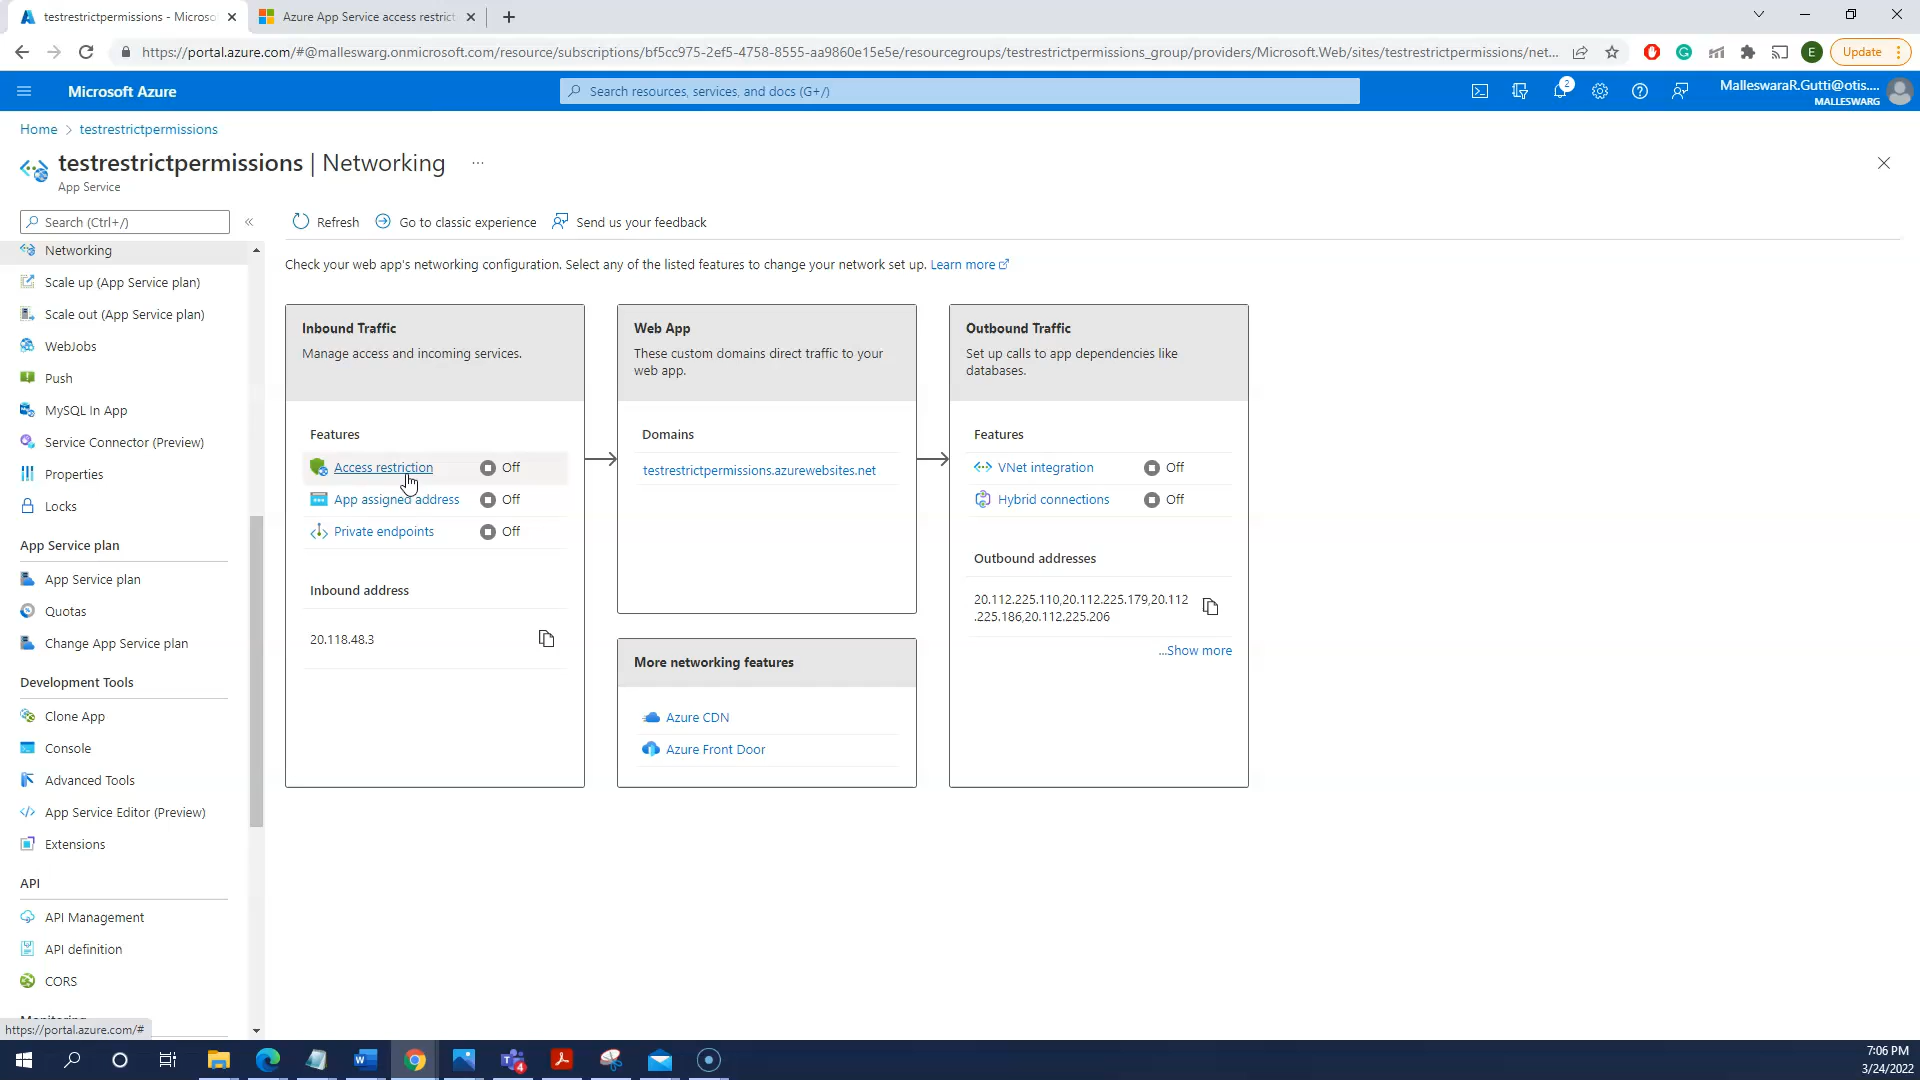 testrestrictpermissions - Microso
Azure App Service access restrict
https://portal.azure.com/#@malleswarg.onmicrosoft.com/resource/subscriptions/bf5cc975-2ef5-4758-8555-aa9860e15e5e/resourcegroups/testrestrictpermissions_group/providers/Microsoft.Web/sites/testrestrictpermissions/net...
E
Update
Microsoft Azure
Search resources, services, and docs (G+/)
2
MalleswaraR.Gutti@otis....
MALLESWARG
Home > testrestrictpermissions
testrestrictpermissions | Networking ...
App Service
Search (Ctrl+/)
«
Refresh
Go to classic experience
Send us your feedback
Networking
Scale up (App Service plan)
Scale out (App Service plan)
WebJobs
Push
MySQL In App
Service Connector (Preview)
Properties
Locks
App Service plan
App Service plan
Quotas
Change App Service plan
Development Tools
Clone App
Console
Advanced Tools
App Service Editor (Preview)
Extensions
API
API Management
API definition
CORS
Monitoring
https://portal.azure.com/#
Check your web app's networking configuration. Select any of the listed features to change your network set up. Learn more
Inbound Traffic
Manage access and incoming services.
Features
Access restriction Off
App assigned address Off
Private endpoints Off
Inbound address
20.118.48.3
Web App
These custom domains direct traffic to your
web app.
Domains
testrestrictpermissions.azurewebsites.net
More networking features
Azure CDN
Azure Front Door
Outbound Traffic
Set up calls to app dependencies like
databases.
Features
VNet integration Off
Hybrid connections Off
Outbound addresses
20.112.225.110,20.112.225.179,20.112
.225.186,20.112.225.206
...Show more
4
7:06 PM
3/24/2022